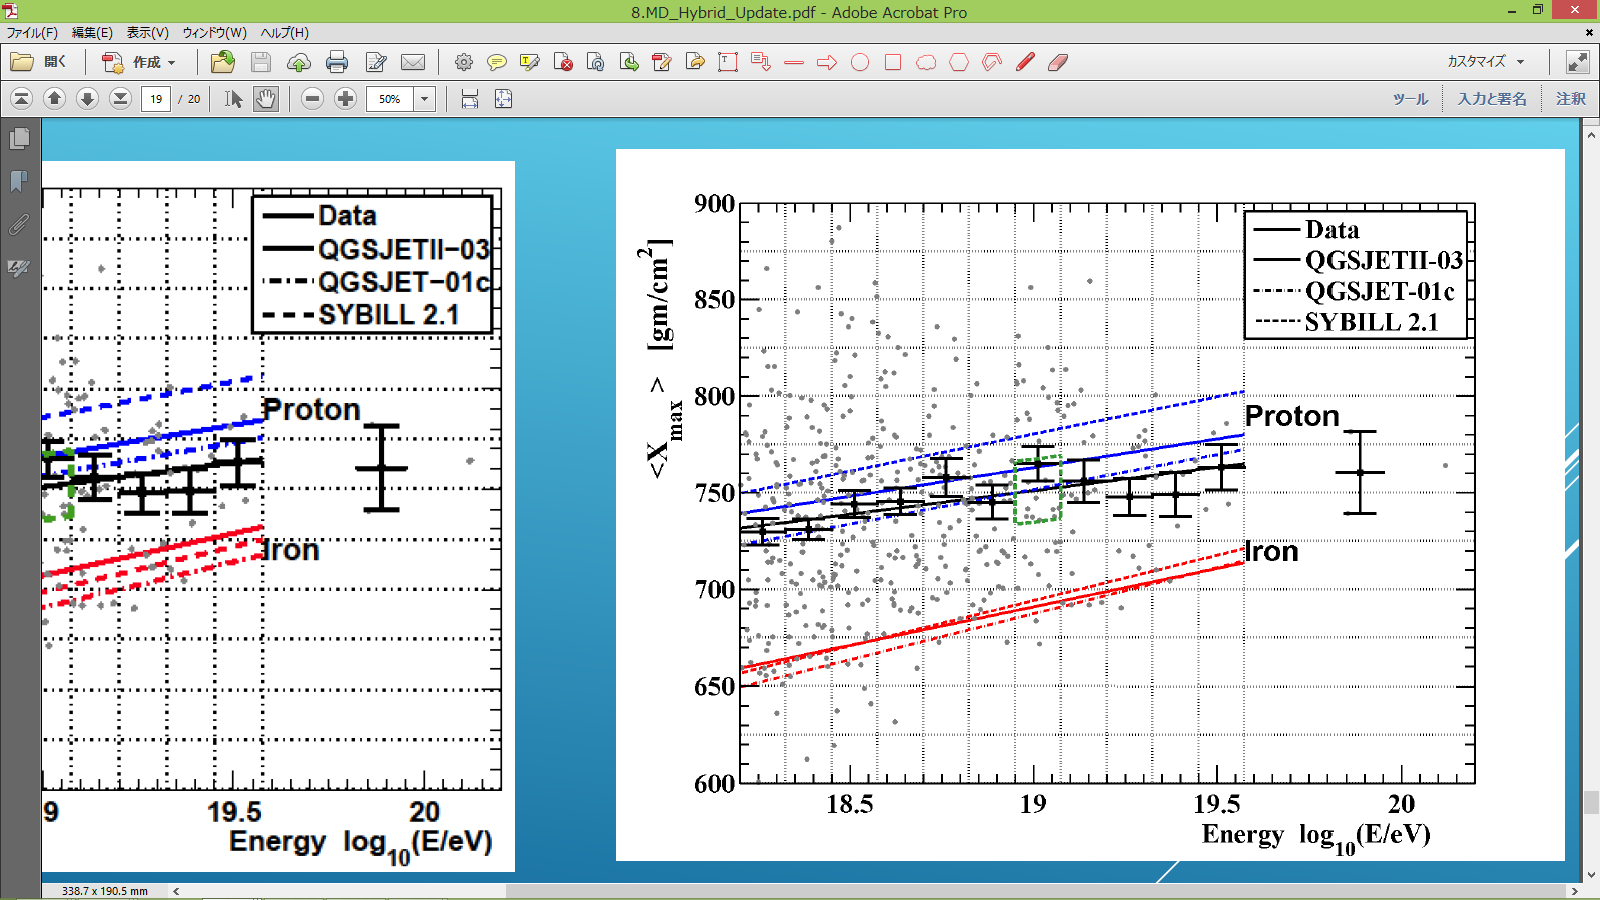 8.MD_Hybrid_Update.pdf - Adobe Acrobat Pro
ファイル(F) 編集(E) 表示(V) ウィンドウ(W) ヘルプ(H)
開く 作成 カスタマイズ
19 / 20 50% ツール 入力と署名 注釈
Data
QGSJETII-03
QGSJET-01c
SYBILL 2.1
Proton
Iron
9 19.5 20
Energy log10(E/eV)
<Xmax> [gm/cm2]
900
850
800
750
700
650
600
Data
QGSJETII-03
QGSJET-01c
SYBILL 2.1
Proton
Iron
18.5 19 19.5 20
Energy log10(E/eV)
338.7 x 190.5 mm